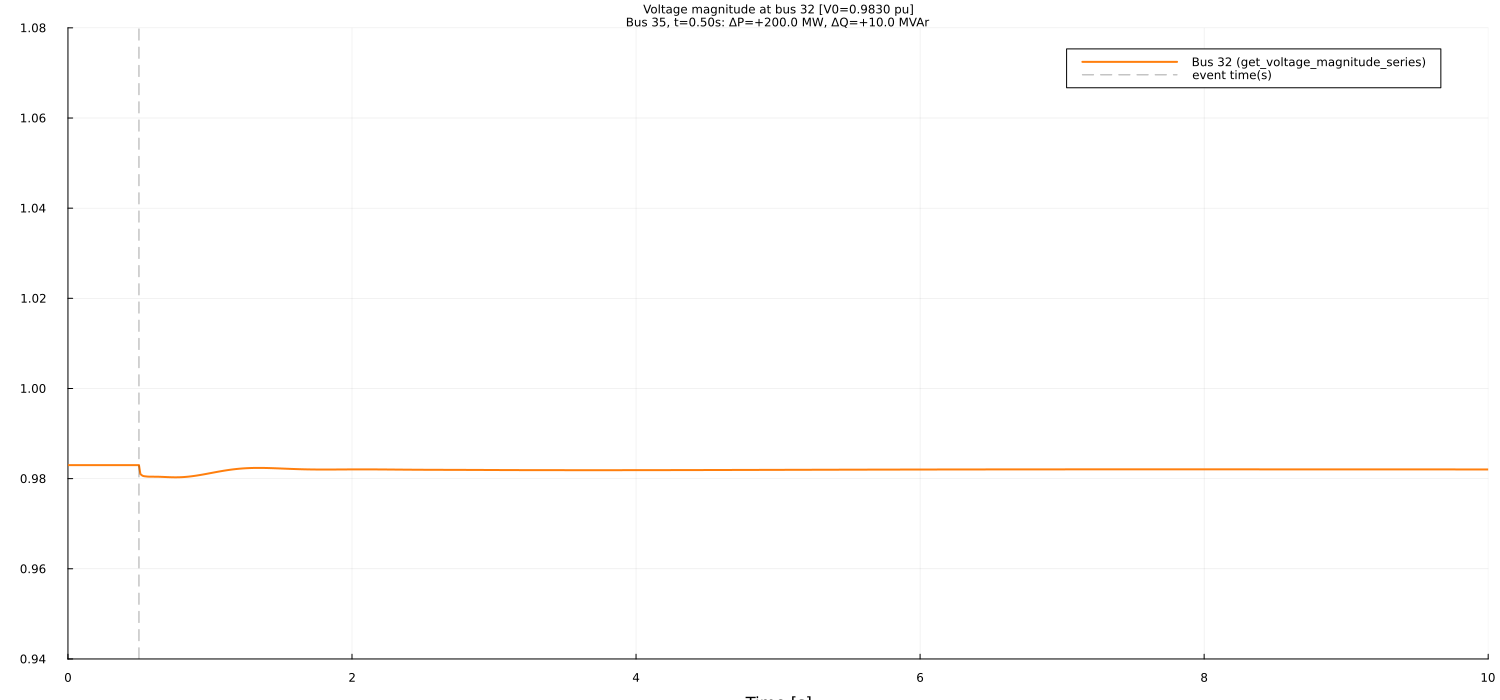 Voltage magnitude at bus 32 [V0=0.9830 pu]
Bus 35, t=0.50s: ΔP=+200.0 MW, ΔQ=+10.0 MVAr
1.08
Bus 32 (get_voltage_magnitude_series)
event time(s)
1.06
1.04
1.02
1.00
0.98
0.96
0.94
0 2 4 6 8 10
Time [s]